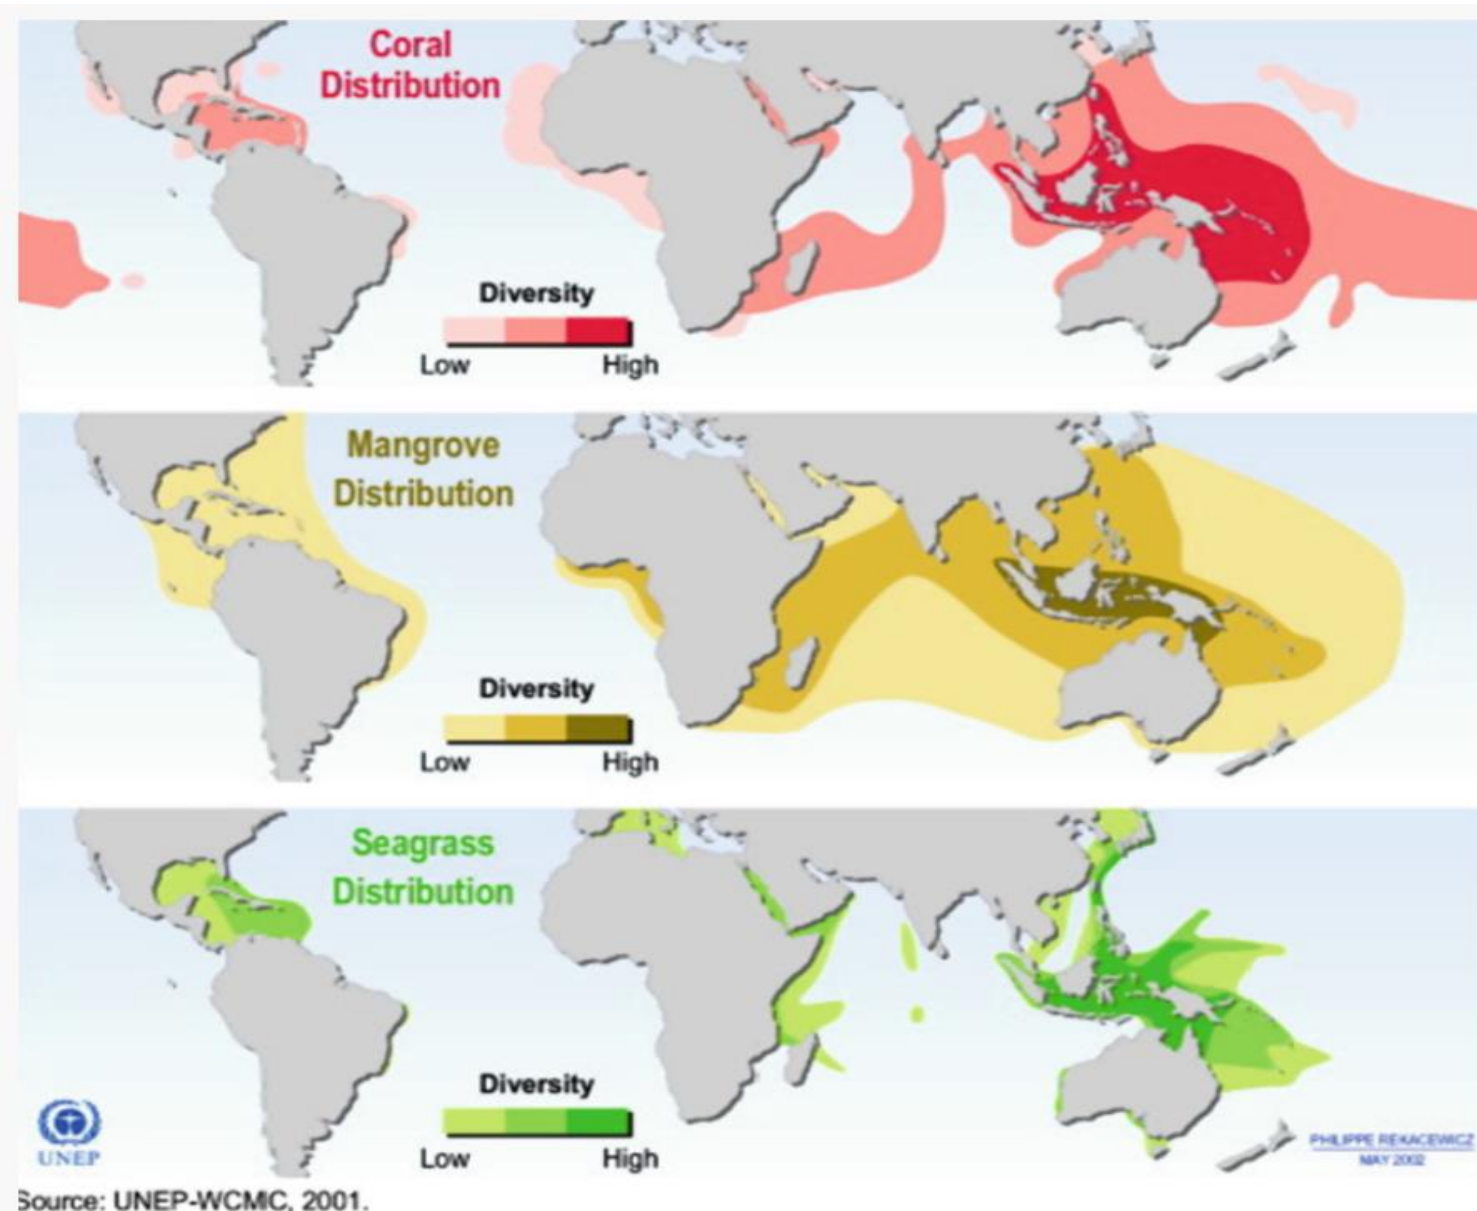 Coral
Distribution
Diversity
Low High
Mangrove
Distribution
Diversity
Low High
Seagrass
Distribution
Diversity
Low High
UNEP
PHILIPPE REKACEWICZ
MAY 2002
Source: UNEP-WCMC, 2001.